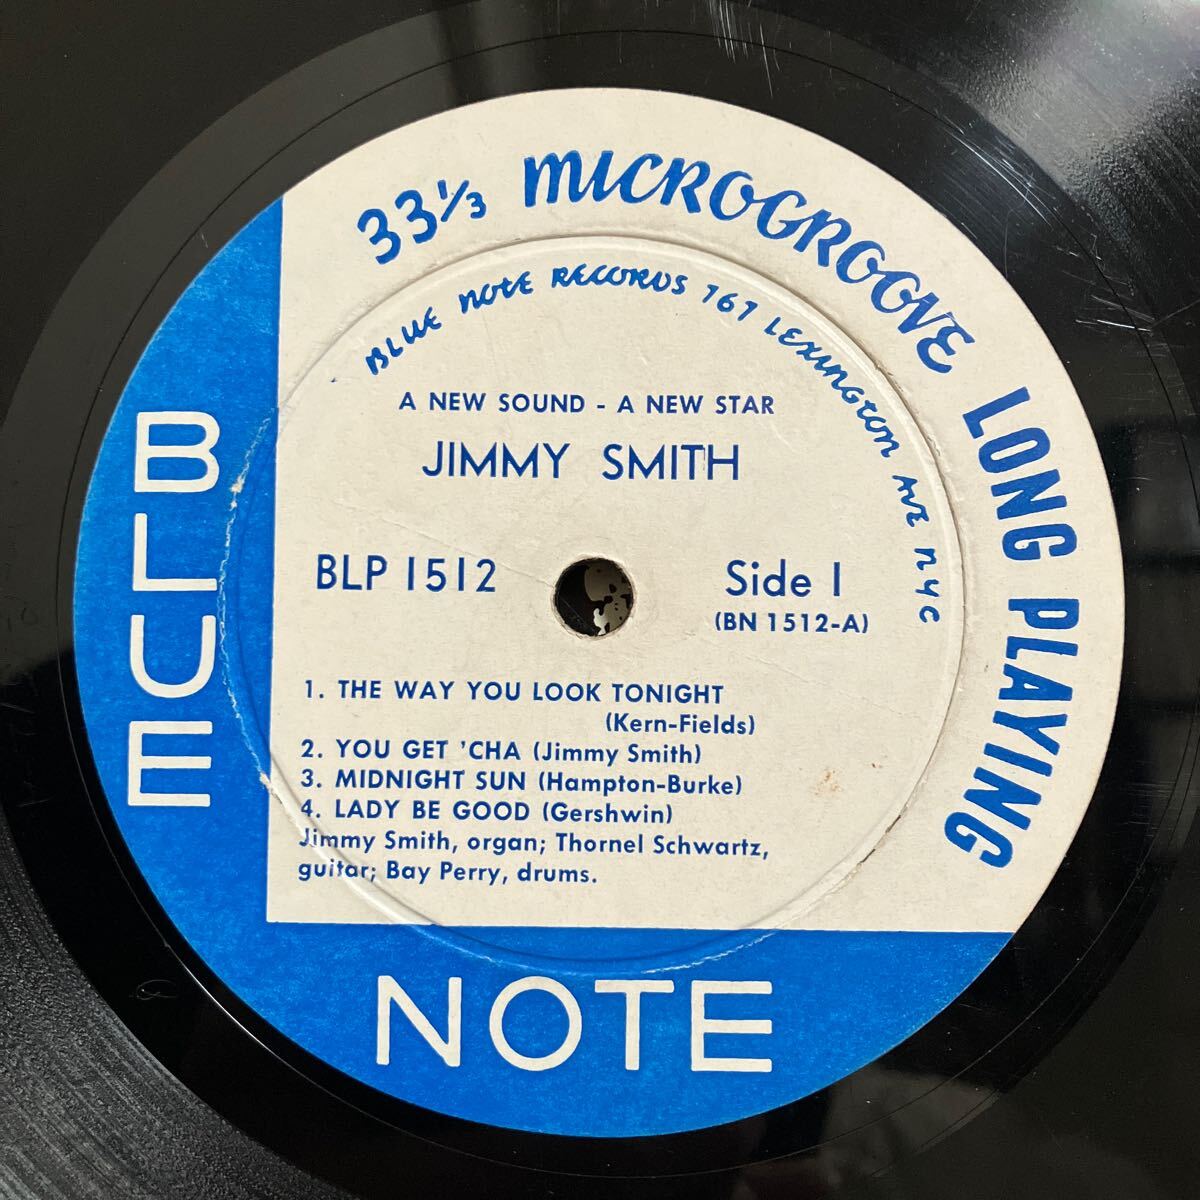 33 1/3 MICROGROOVE LONG PLAYING
BLUE NOTE RECORDS 767 LEXINGTON AVE NYC
A NEW SOUND - A NEW STAR
JIMMY SMITH
BLP 1512
Side 1
(BN 1512-A)
1. THE WAY YOU LOOK TONIGHT
(Kern-Fields)
2. YOU GET 'CHA (Jimmy Smith)
3. MIDNIGHT SUN (Hampton-Burke)
4. LADY BE GOOD (Gershwin)
Jimmy Smith, organ; Thornel Schwartz,
guitar; Bay Perry, drums.
BLUE
NOTE